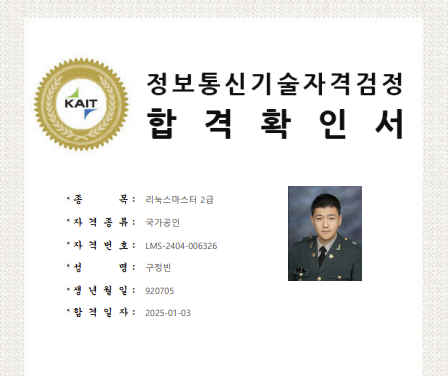 KAIT
정보통신기술자격검정
합격확인서
* 종 목 : 리눅스마스터 2급
* 자격종류 : 국가공인
* 자격번호 : LMS-2404-006326
* 성 명 : 구정빈
* 생년월일 : 920705
* 합격일자 : 2025-01-03